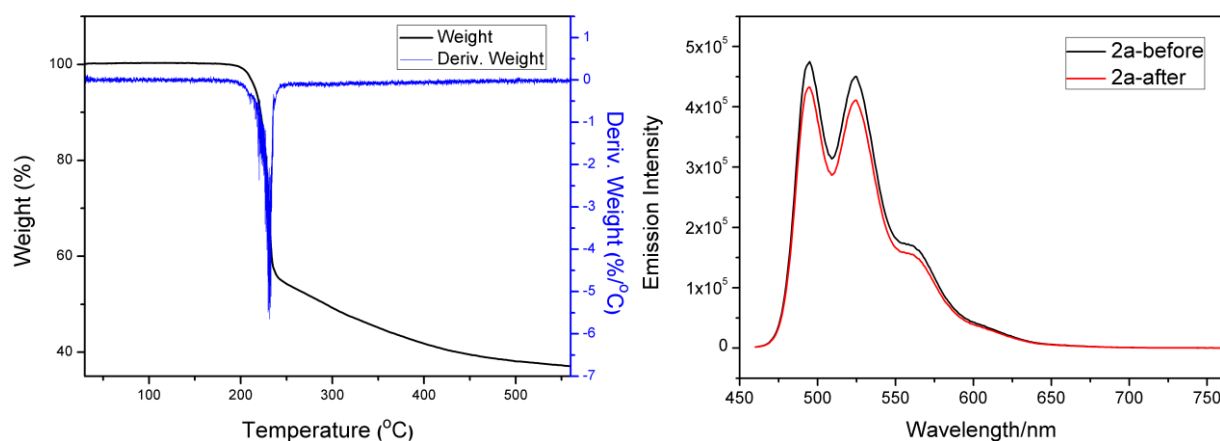 Weight
Deriv. Weight
100
80
60
40
Weight (%)
1
0
-1
-2
-3
-4
-5
-6
-7
Deriv. Weight (%/°C)
100
200
300
400
500
Temperature (°C)
2a-before
2a-after
5x10⁵
4x10⁵
3x10⁵
2x10⁵
1x10⁵
0
Emission Intensity
450
500
550
600
650
700
750
Wavelength/nm